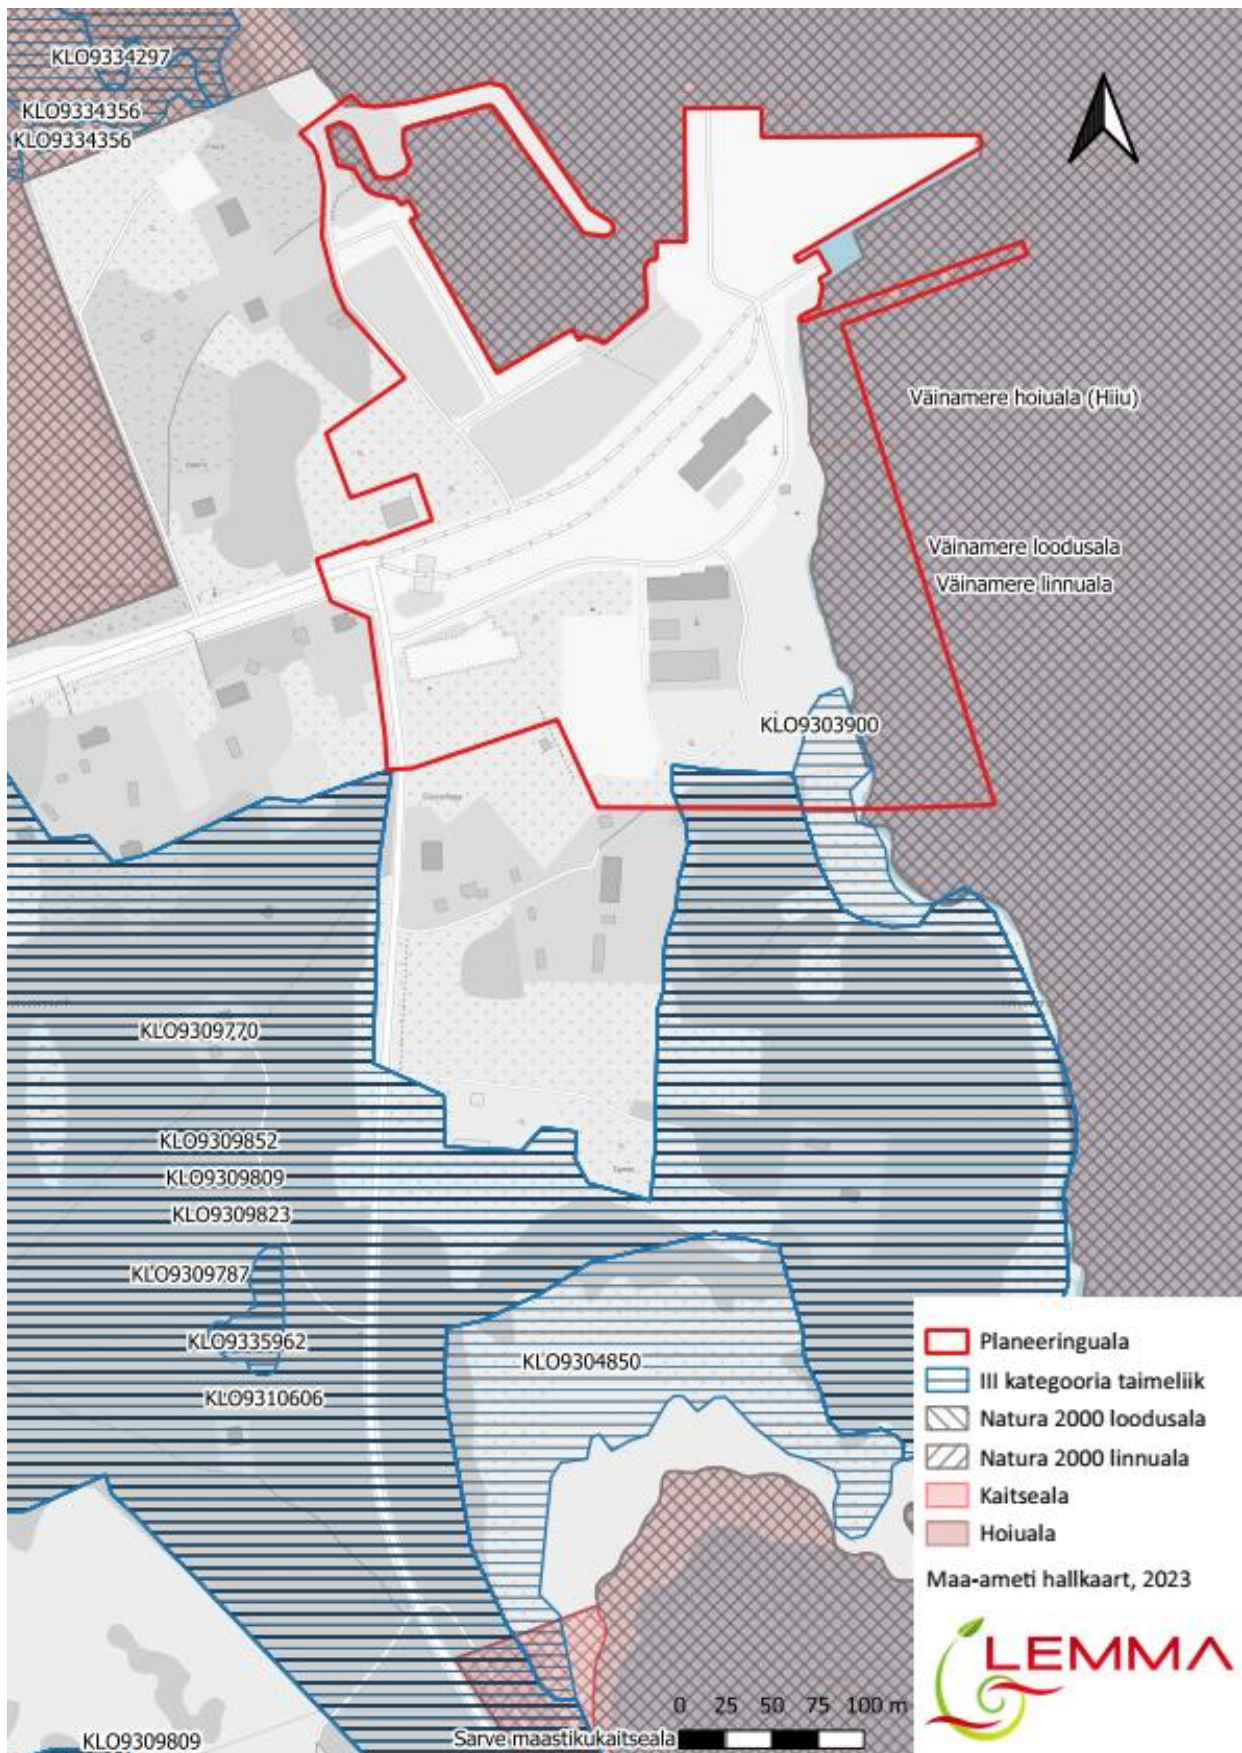 KLO9334297
KLO9334356
KLO9334356
Väinamere hoiuala (Hiiu)
Väinamere loodusala
Väinamere linnuala
KLO9303900
KLO9309770
KLO9309852
KLO9309809
KLO9309823
KLO9309787
KLO9335962
KLO9304850
KLO9310606
Planeeringuala
III kategooria taimeliik
Natura 2000 loodusala
Natura 2000 linnuala
Kaitseala
Hoiuala
Maa-ameti hallkaart, 2023
LEMMA
0 25 50 75 100 m
Sarve maastikukaitseala
KLO9309809